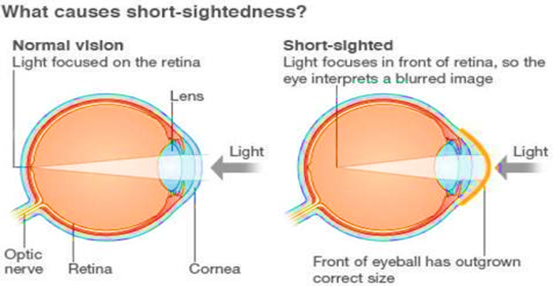 What causes short-sightedness?
Normal vision
Light focused on the retina
Lens
Light
Optic
nerve
Retina
Cornea
Short-sighted
Light focuses in front of retina, so the
eye interprets a blurred image
Light
Front of eyeball has outgrown
correct size